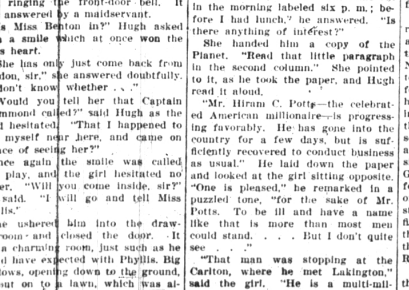 ringing the front-door bell. It
answered by a maidservant.
Miss Benton in?" Hugh asked
a smile which at once won the
s heart.
he has only just come back from
don, sir," she answered doubtfully.
don't know whether . . ."
Would you tell her that Captain
mmond called?" said Hugh as the
hesitated. "That I happened to
myself near here, and came on
ce of seeing her?"
nce again the smile was called
play, and the girl hesitated no
er. "Will you come inside, sir?"
said. "I will go and tell Miss
lis."
e ushered him into the draw-
room and closed the door. It
a charming room, just such as he
d have expected with Phyllis. Big
ows, opening down to the ground,
out on to a lawn, which was al-
in the morning labeled six p. m.; be-
fore I had lunch," he answered. "Is
there anything of interest?"
She handed him a copy of the
Planet. "Read that little paragraph
in the second column." She pointed
to it, as he took the paper, and Hugh
read it aloud.
"Mr. Hiram C. Potts—the celebrat-
ed American millionaire—is progress-
ing favorably. He has gone into the
country for a few days, but is suf-
ficiently recovered to conduct business
as usual." He laid down the paper
and looked at the girl sitting opposite.
"One is pleased," he remarked in a
puzzled tone, "for the sake of Mr.
Potts. To be ill and have a name
like that is more than most men
could stand. . . . But I don't quite
see . . . ."
"That man was stopping at the
Carlton, where he met Lakington,"
said the girl. "He is a multi-mil-